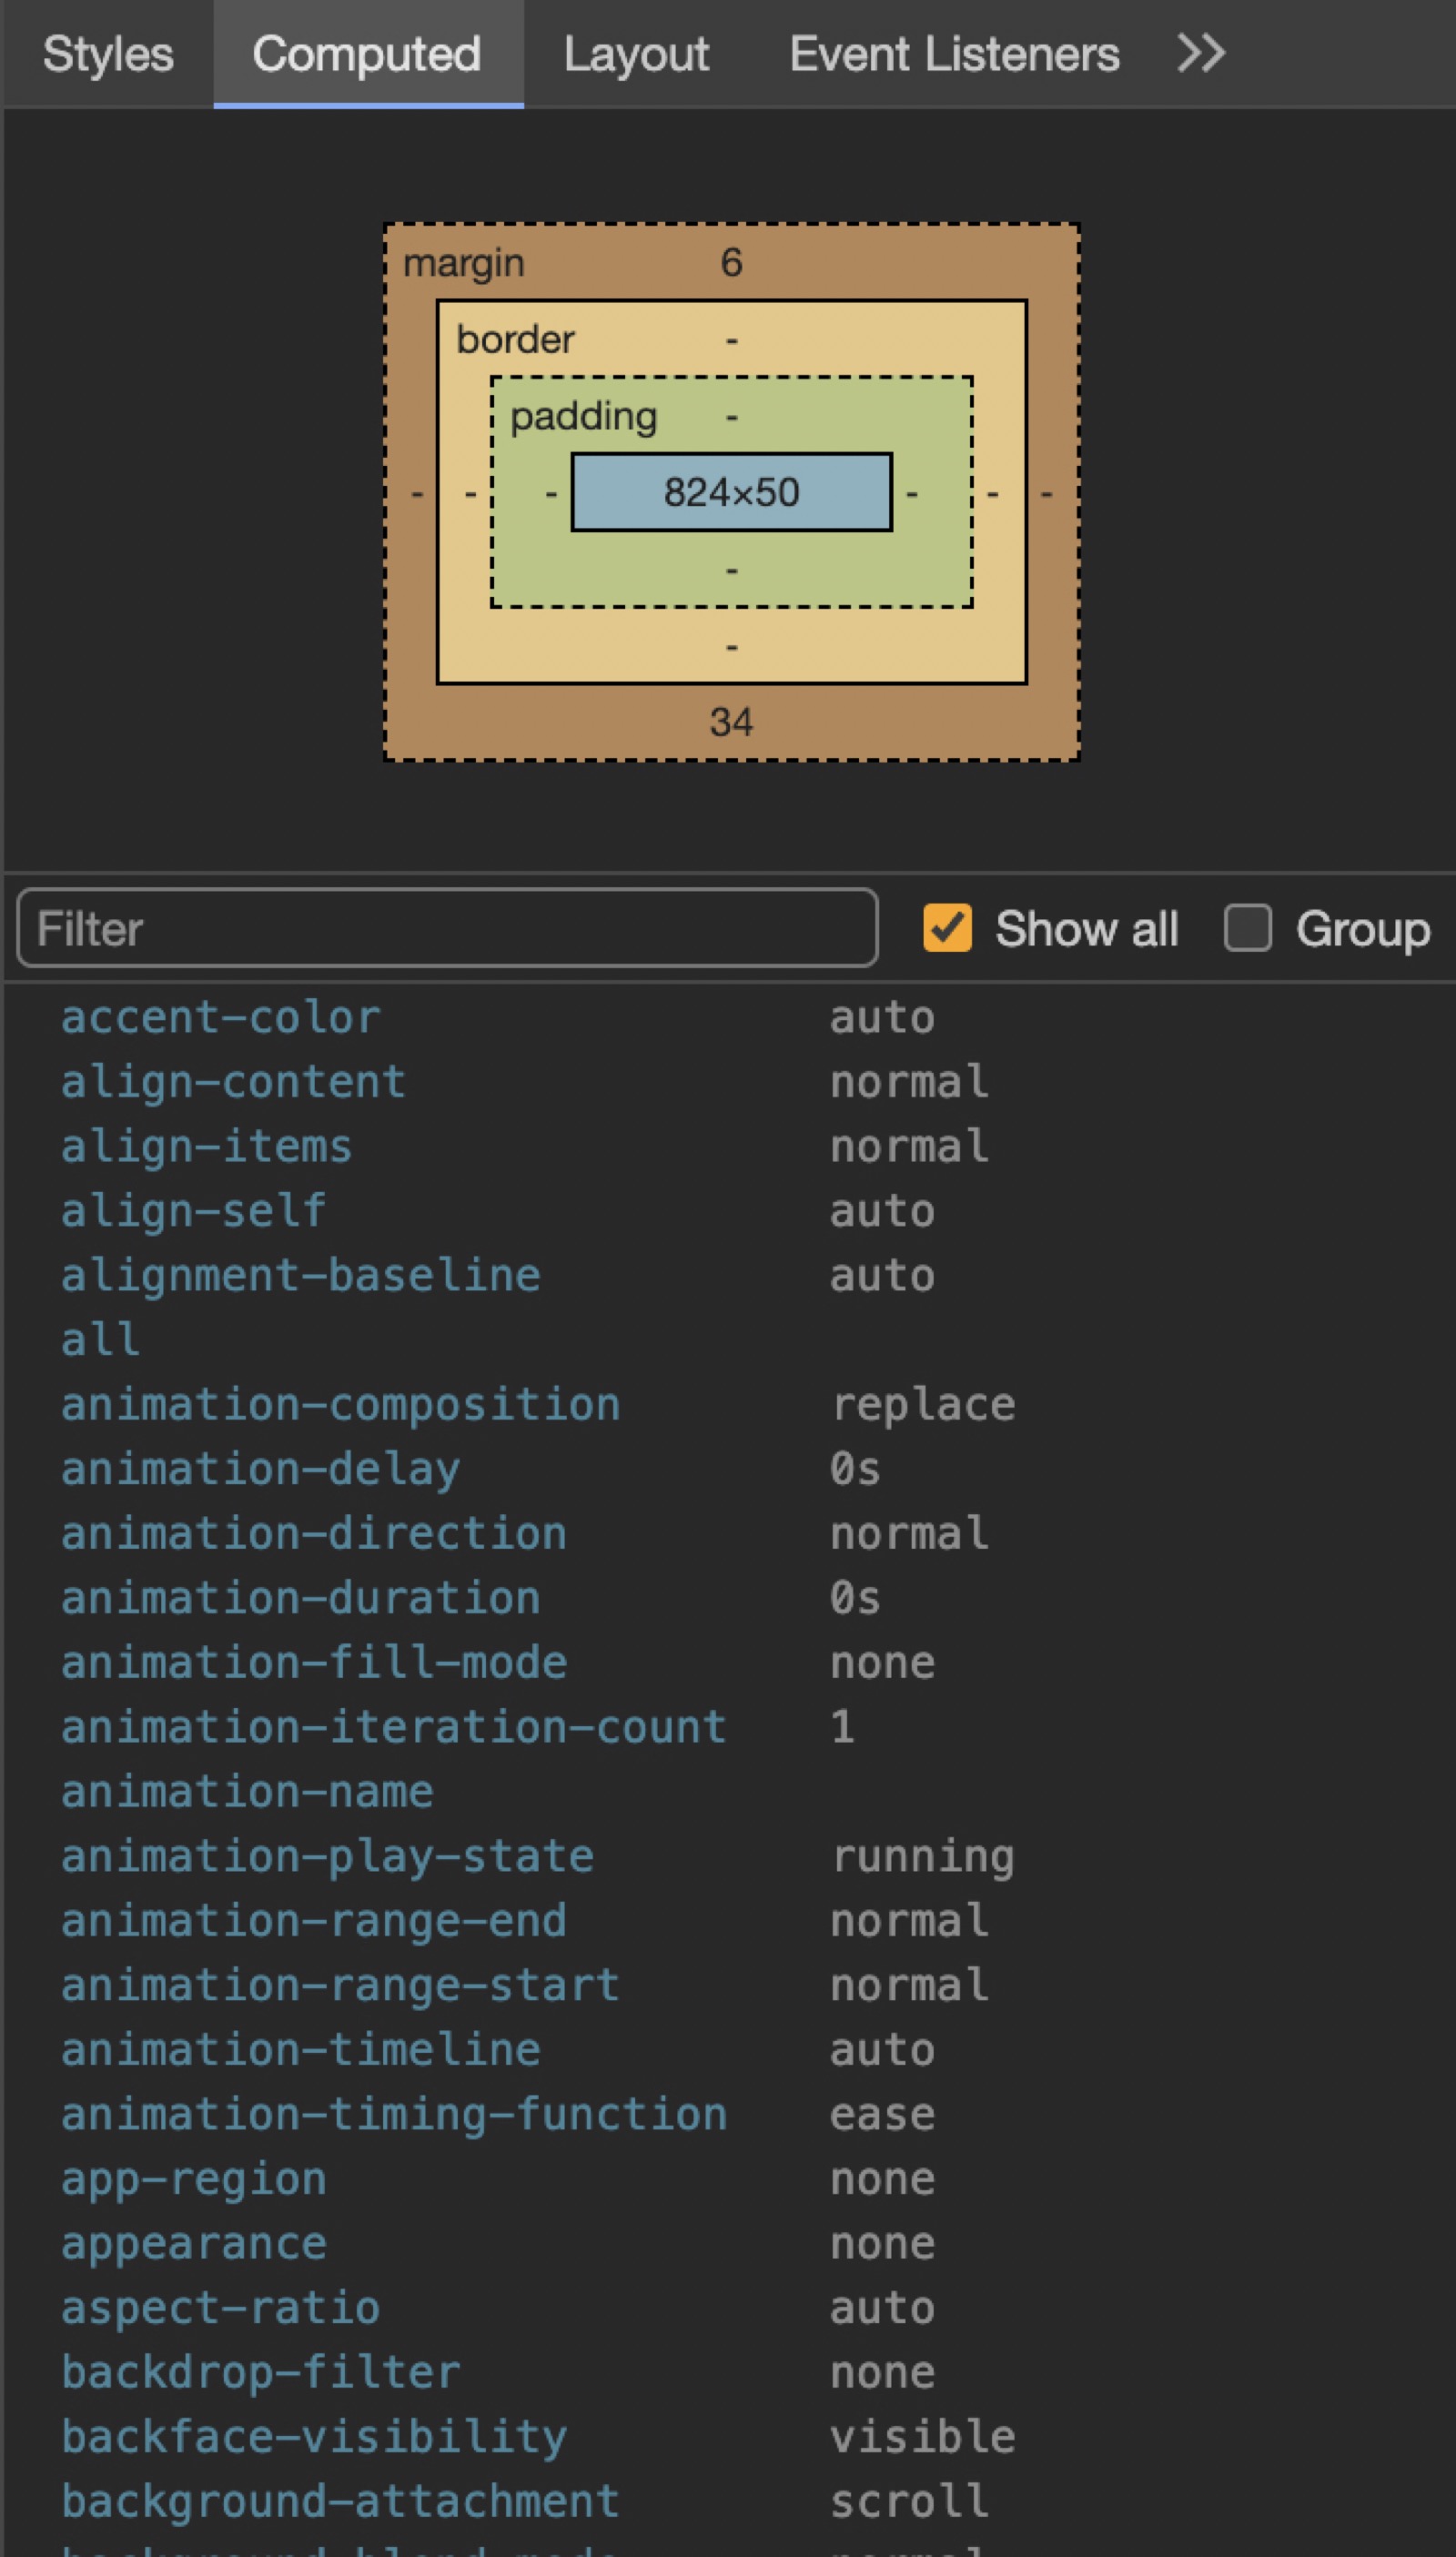 Styles Computed Layout Event Listeners
margin 6
border -
padding -
- - - 824×50 - - -
-
-
34
Filter Show all Group
accent-color auto
align-content normal
align-items normal
align-self auto
alignment-baseline auto
all
animation-composition replace
animation-delay 0s
animation-direction normal
animation-duration 0s
animation-fill-mode none
animation-iteration-count 1
animation-name
animation-play-state running
animation-range-end normal
animation-range-start normal
animation-timeline auto
animation-timing-function ease
app-region none
appearance none
aspect-ratio auto
backdrop-filter none
backface-visibility visible
background-attachment scroll